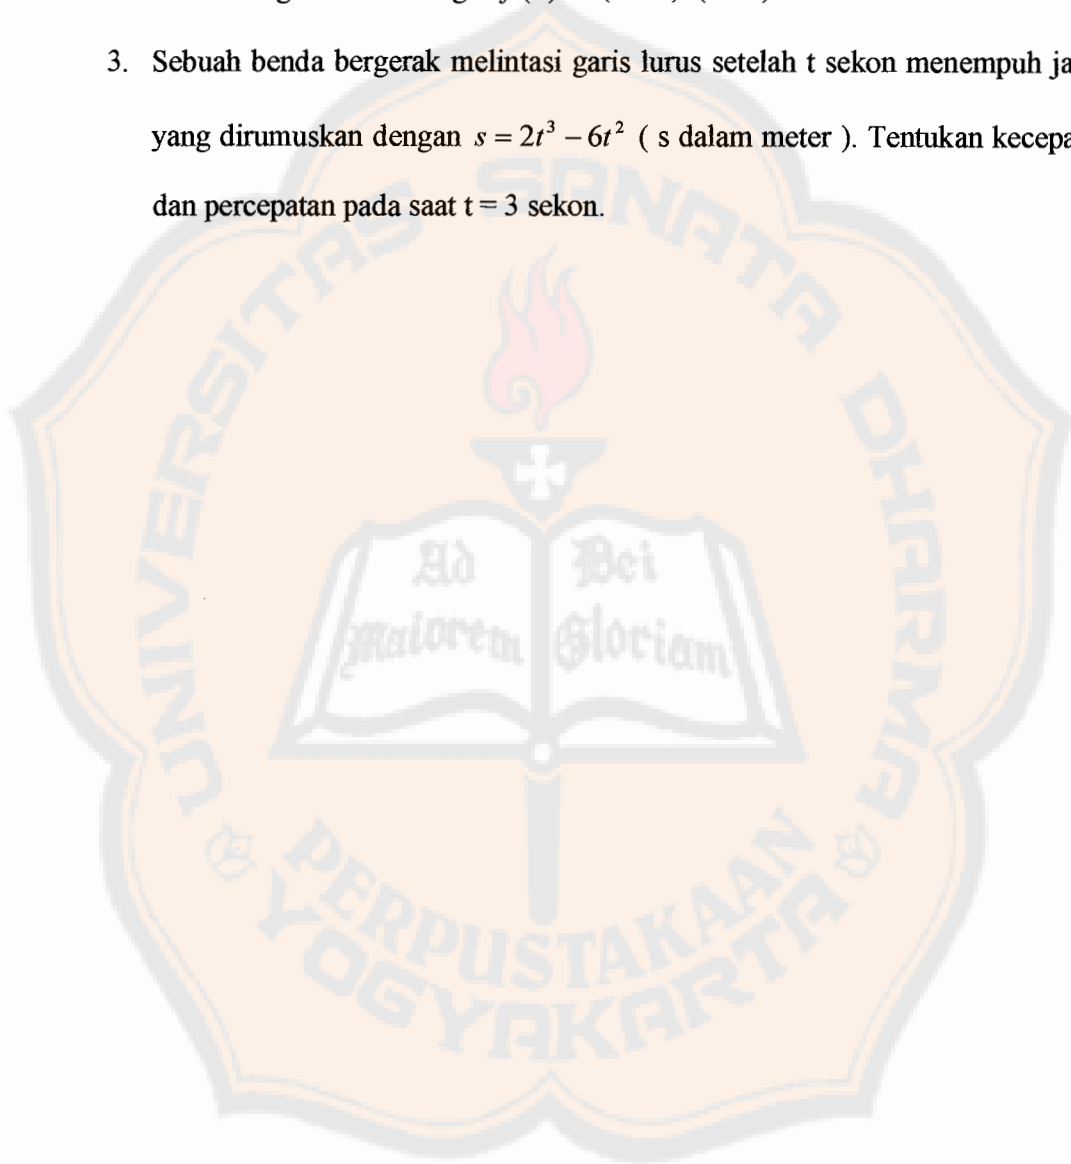 3. Sebuah benda bergerak melintasi garis lurus setelah t sekon menempuh ja
yang dirumuskan dengan s = 2t³ – 6t² ( s dalam meter ). Tentukan kecepa
dan percepatan pada saat t = 3 sekon.
UNIVERSITAS SANATA DHARMA
Ad Dei
maiorem Gloriam
PERPUSTAKAAN
YOGYAKARTA